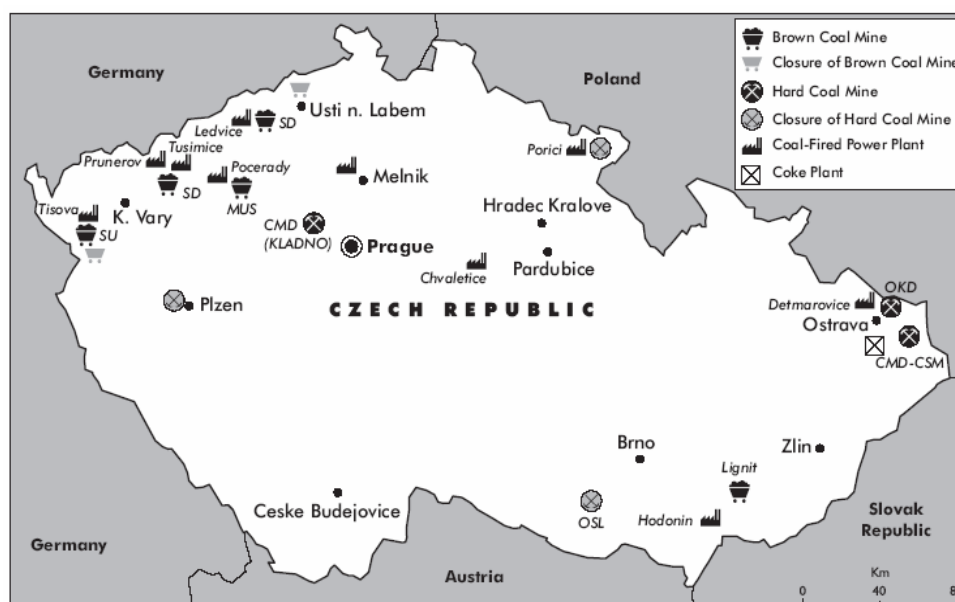 Germany
Poland
Brown Coal Mine
Closure of Brown Coal Mine
Hard Coal Mine
Closure of Hard Coal Mine
Coal-Fired Power Plant
Coke Plant
Usti n. Labem
Ledvice
SD
Tusimice
Prunerov
Pocerady
SD
MUS
Melnik
Porici
Tisova
K. Vary
SU
CMD
(KLADNO)
Prague
Hradec Kralove
Pardubice
Chvaletice
Plzen
CZECH REPUBLIC
OKD
Detmarovice
Ostrava
CMD-CSM
Brno
Zlin
Lignit
Ceske Budejovice
OSL
Hodonin
Slovak
Republic
Germany
Austria
Km
0 40 8